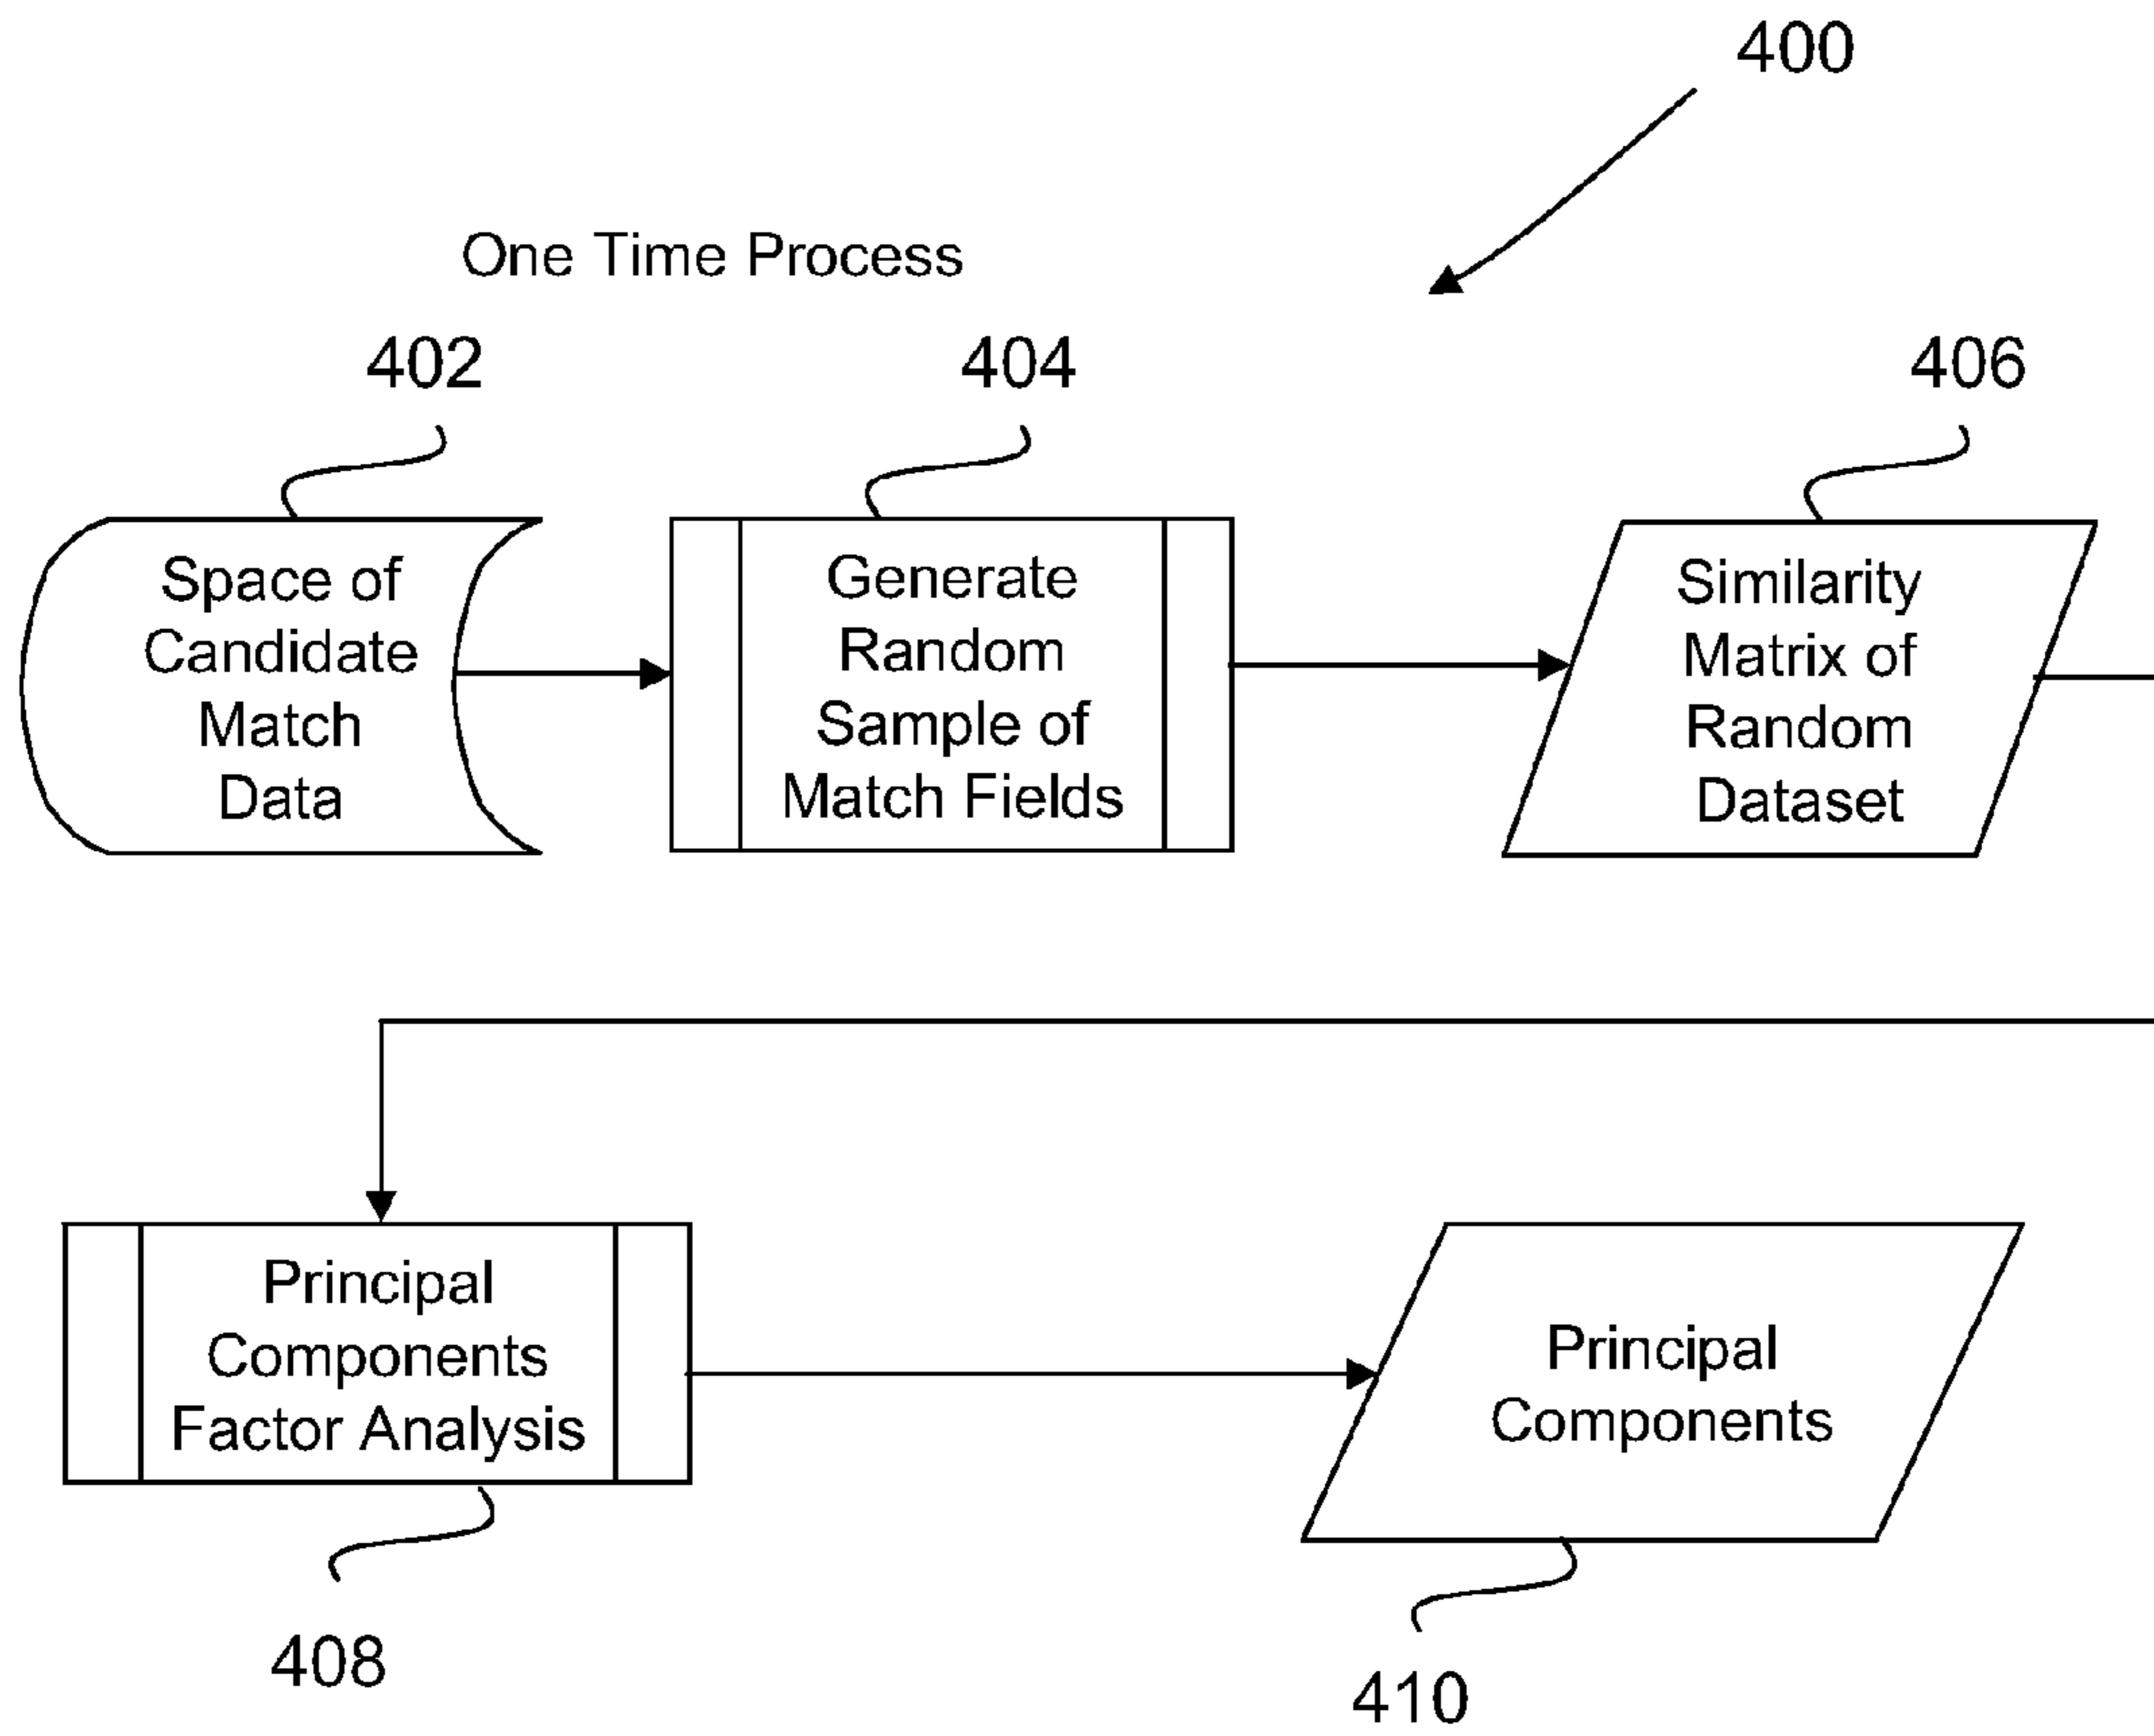 400
One Time Process
402
404
406
Space of
Candidate
Match
Data
Generate
Random
Sample of
Match Fields
Similarity
Matrix of
Random
Dataset
Principal
Components
Factor Analysis
Principal
Components
408
410